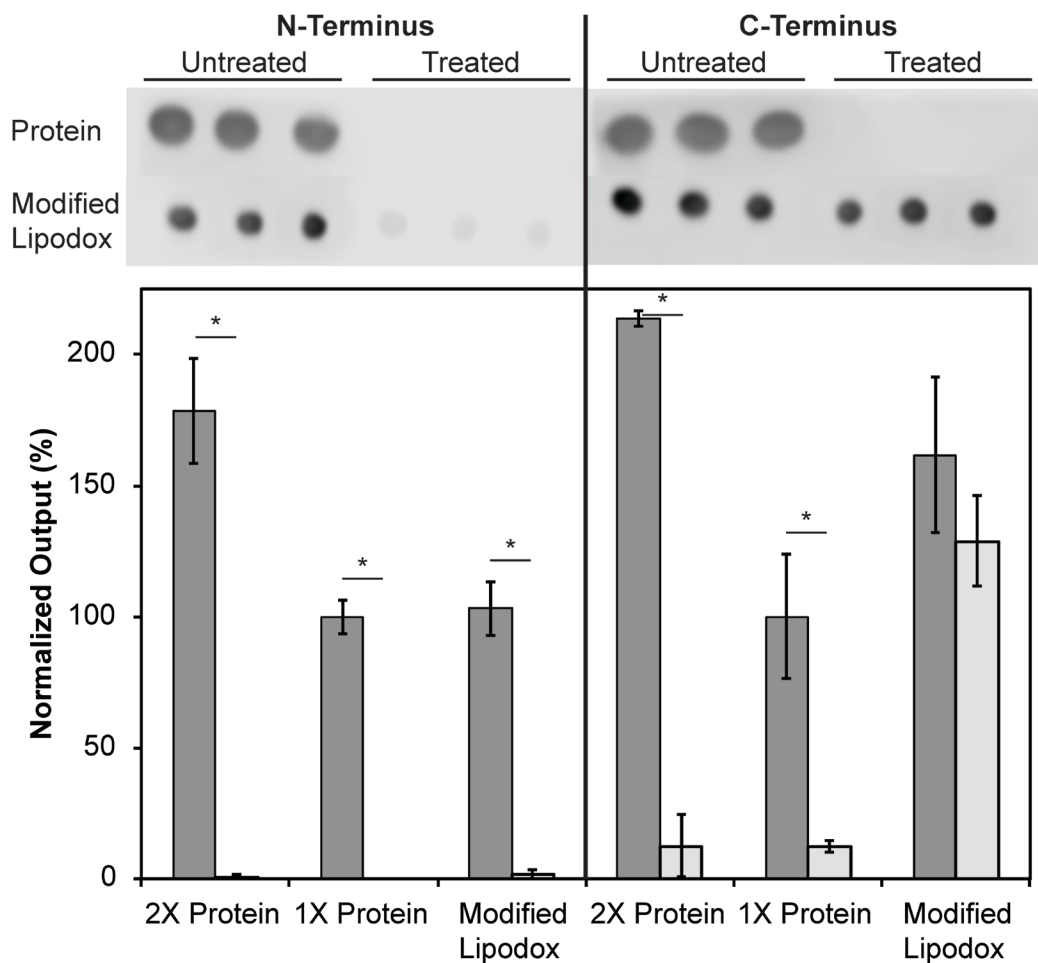 N-Terminus C-Terminus
Untreated Treated Untreated Treated
Protein
Modified
Lipodox
Normalized Output (%)
200
150
100
50
0
* * * * *
2X Protein 1X Protein Modified
Lipodox
2X Protein 1X Protein Modified
Lipodox